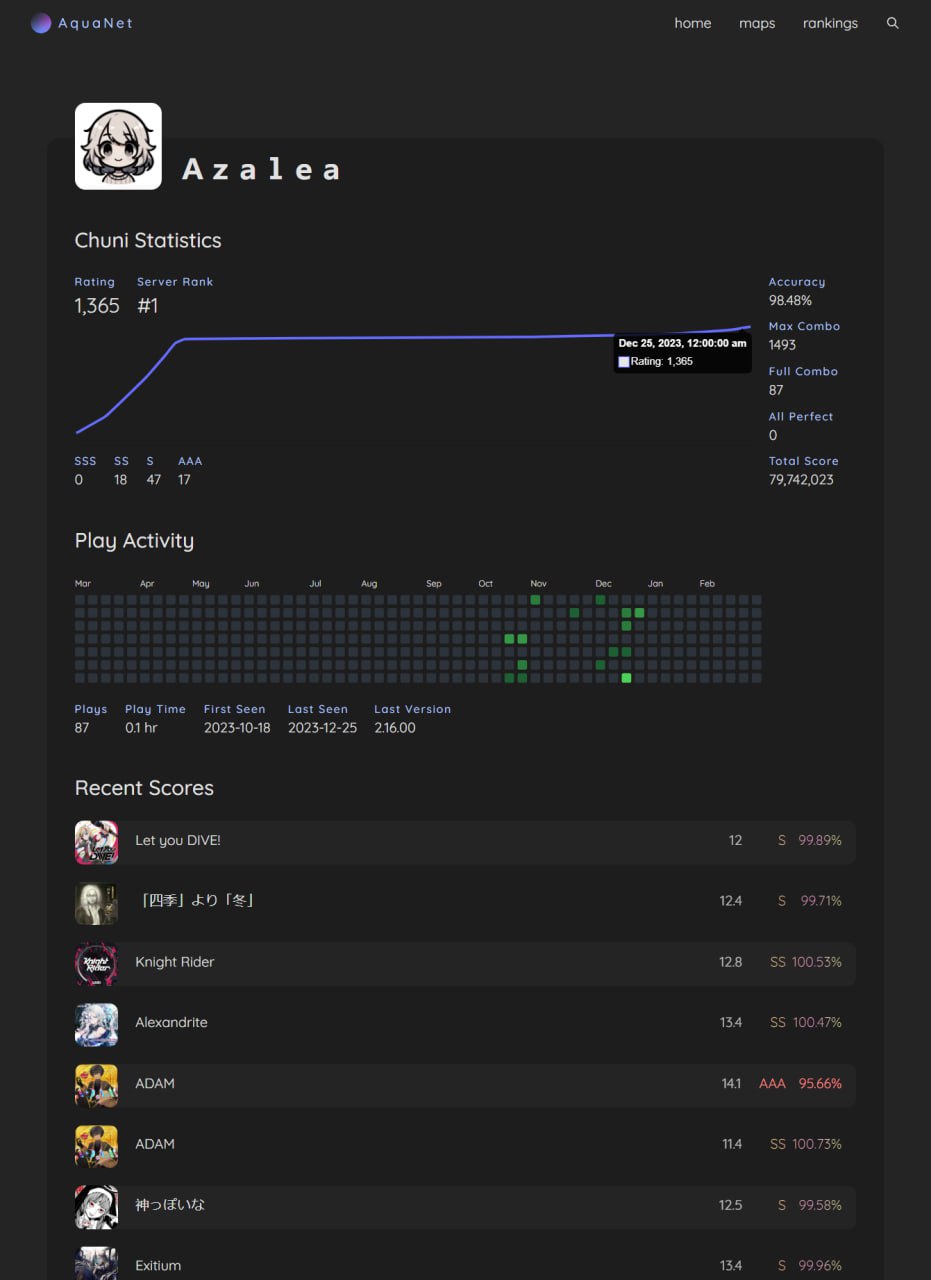 AquaNet
home maps rankings
Azalea
Chuni Statistics
Rating Server Rank
1,365 #1
Accuracy
98.48%
Max Combo
1493
Full Combo
87
All Perfect
0
Total Score
79,742,023
Dec 25, 2023, 12:00:00 am
Rating: 1,365
SSS SS S AAA
0 18 47 17
Play Activity
Mar Apr May Jun Jul Aug Sep Oct Nov Dec Jan Feb
Plays Play Time First Seen Last Seen Last Version
87 0.1 hr 2023-10-18 2023-12-25 2.16.00
Recent Scores
Let you DIVE! 12 S 99.89%
「四季」より「冬」 12.4 S 99.71%
Knight Rider 12.8 SS 100.53%
Alexandrite 13.4 SS 100.47%
ADAM 14.1 AAA 95.66%
ADAM 11.4 SS 100.73%
神っぽいな 12.5 S 99.58%
Exitium 13.4 S 99.96%